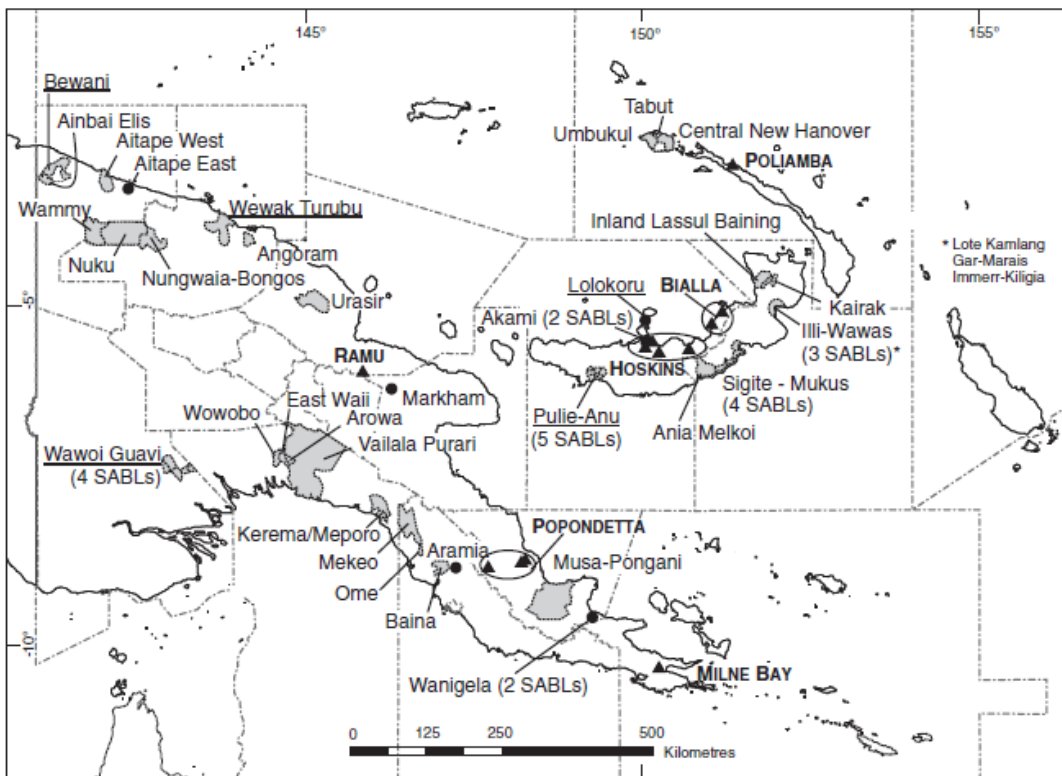 145°
150°
155°
Bewani
Ainbai Elis
Aitape West
Aitape East
Wammy
Nuku
Nungwaia-Bongos
Wewak Turubu
Angoram
Tabut
Umbukul
Central New Hanover
POLIAMBA
Inland Lassul Baining
* Lote Kamlang
Gar-Marais
Immerr-Kiligia
-5°
Urasir
Lolokoru
BIALLA
Kairak
Akami (2 SABLs)
Illi-Wawas
(3 SABLs)*
HOSKINS
RAMU
Markham
Sigite - Mukus
(4 SABLs)
Pulie-Anu
(5 SABLs)
Ania Melkoi
East Waii
Wowobo
Arowa
Vailala Purari
Wawoi Guavi
(4 SABLs)
Kerema/Meporo
POPONDETTA
Mekeo
Aramia
Musa-Pongani
Ome
Baina
-10°
Wanigela (2 SABLs)
MILNE BAY
0 125 250 500
Kilometres